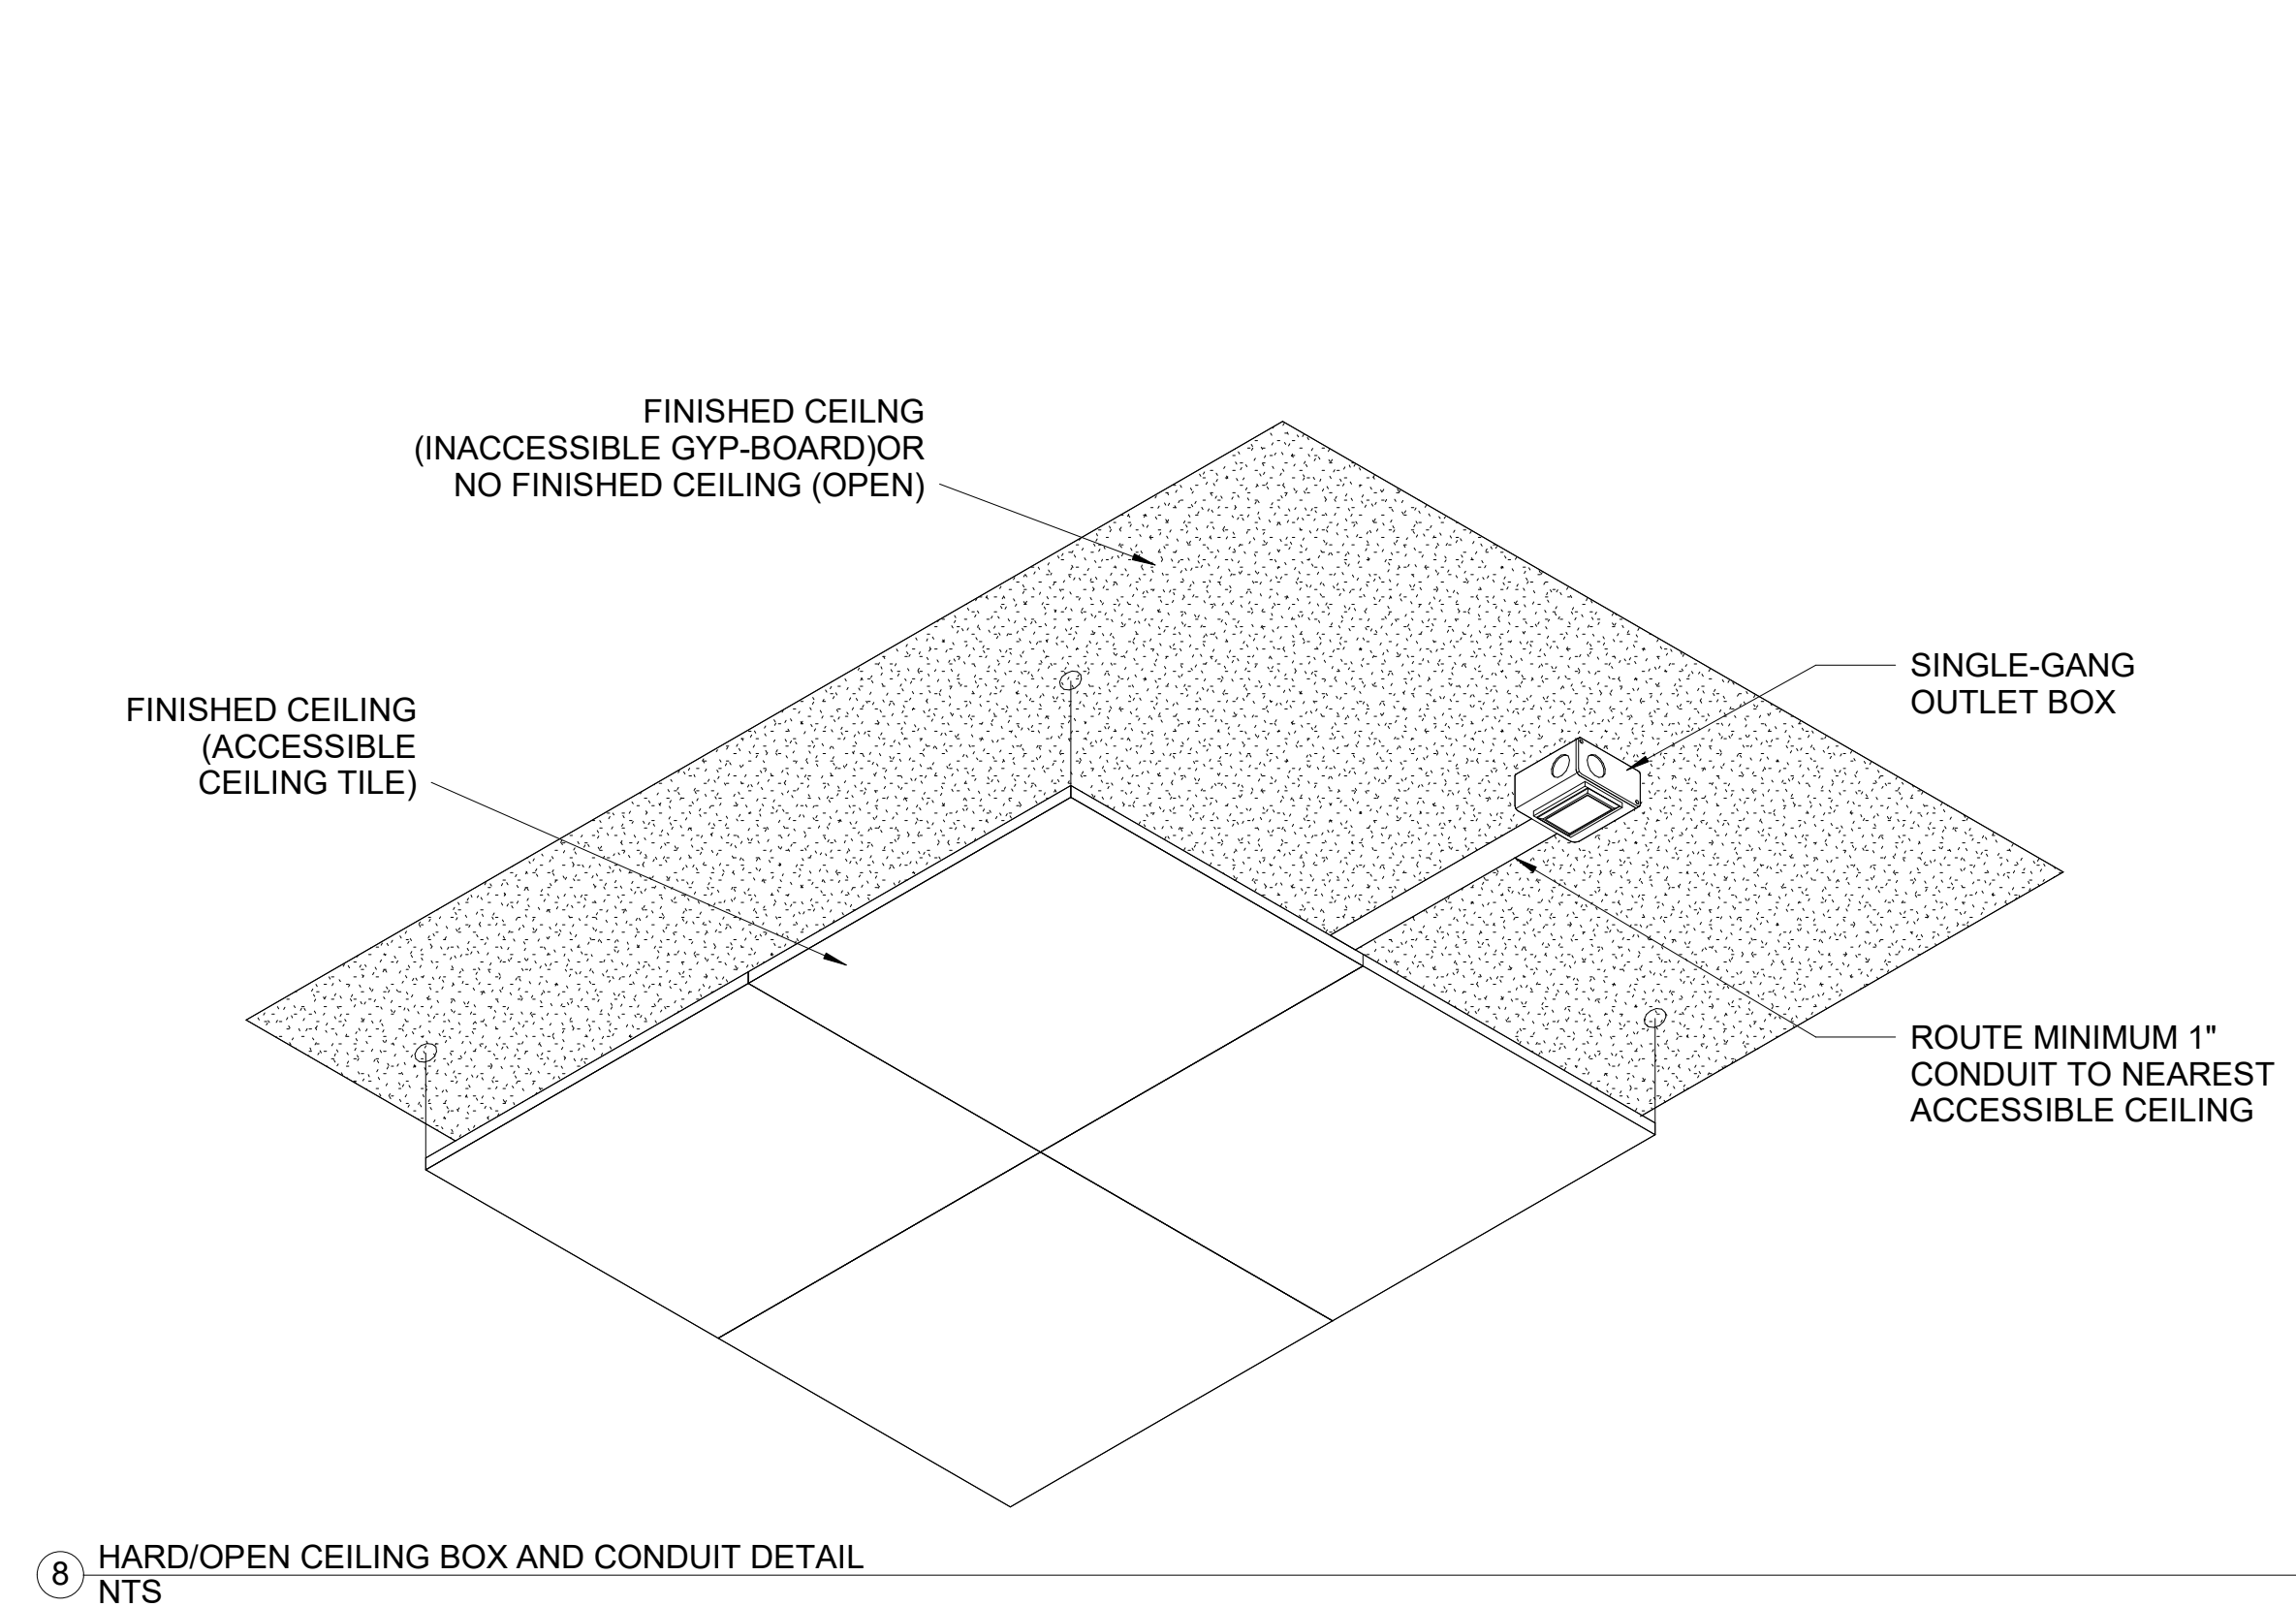 FINISHED CEILNG
(INACCESSIBLE GYP-BOARD)OR
NO FINISHED CEILING (OPEN)
FINISHED CEILING
(ACCESSIBLE
CEILING TILE)
SINGLE-GANG
OUTLET BOX
ROUTE MINIMUM 1"
CONDUIT TO NEAREST
ACCESSIBLE CEILING
8
HARD/OPEN CEILING BOX AND CONDUIT DETAIL
NTS